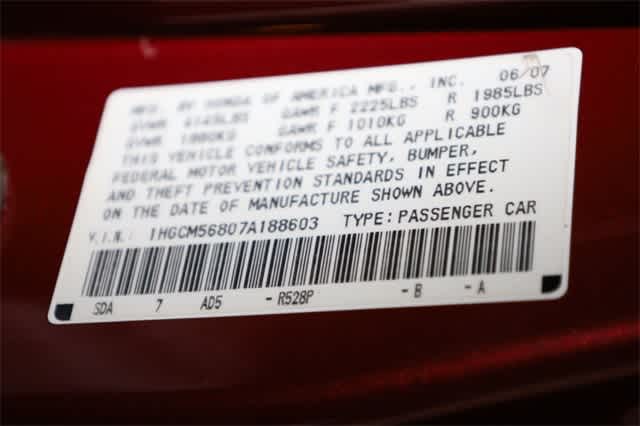 MFG. BY HONDA OF AMERICA MFG., INC. 06/07
GVWR 4145LBS GAWR F 2225LBS R 1985LBS
GVWR 1880KG GAWR F 1010KG R 900KG
THIS VEHICLE CONFORMS TO ALL APPLICABLE
FEDERAL MOTOR VEHICLE SAFETY, BUMPER,
AND THEFT PREVENTION STANDARDS IN EFFECT
ON THE DATE OF MANUFACTURE SHOWN ABOVE.
V.I.N.: 1HGCM56807A188603 TYPE: PASSENGER CAR
SDA 7 AD5 - R528P - B - A